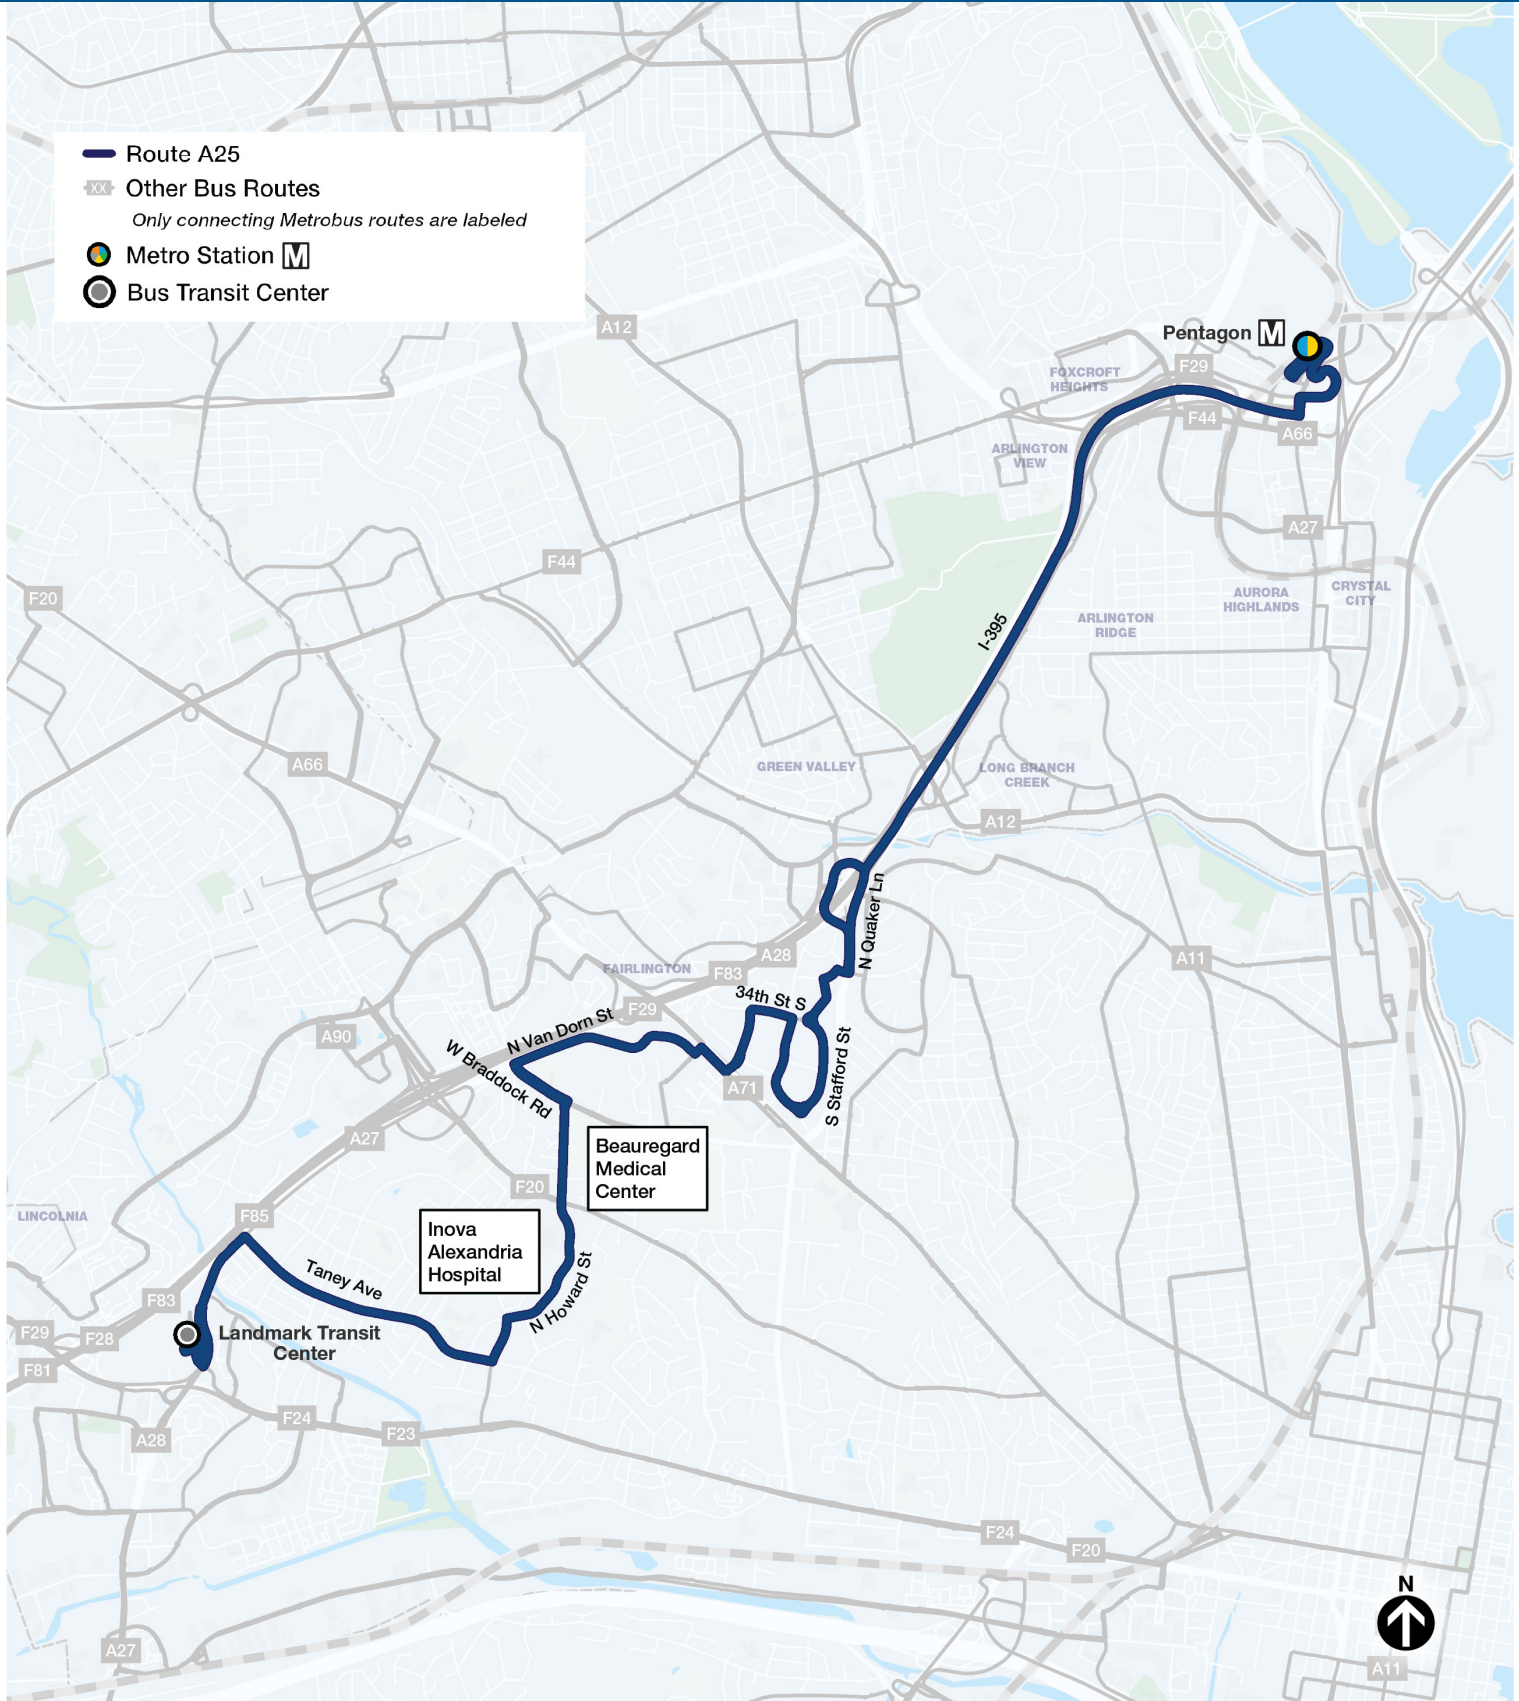 Route A25
XX
Other Bus Routes
Only connecting Metrobus routes are labeled
Metro Station M
Bus Transit Center
A12
Pentagon M
F29
FOXCROFT
HEIGHTS
F44
A66
ARLINGTON
VIEW
A27
F44
F20
AURORA
HIGHLANDS
CRYSTAL
CITY
ARLINGTON
RIDGE
I-395
A66
GREEN VALLEY
LONG BRANCH
CREEK
A12
N Quaker Ln
A28
A11
FAIRLINGTON
F83
34th St S
F29
N Van Dorn St
A90
W Braddock Rd
A71
S Stafford St
A27
Beauregard
Medical
Center
F20
LINCOLNIA
F85
Inova
Alexandria
Hospital
Taney Ave
N Howard St
F83
F29
F28
Landmark Transit
Center
F81
F24
F23
A28
F24
F20
N
A27
A11